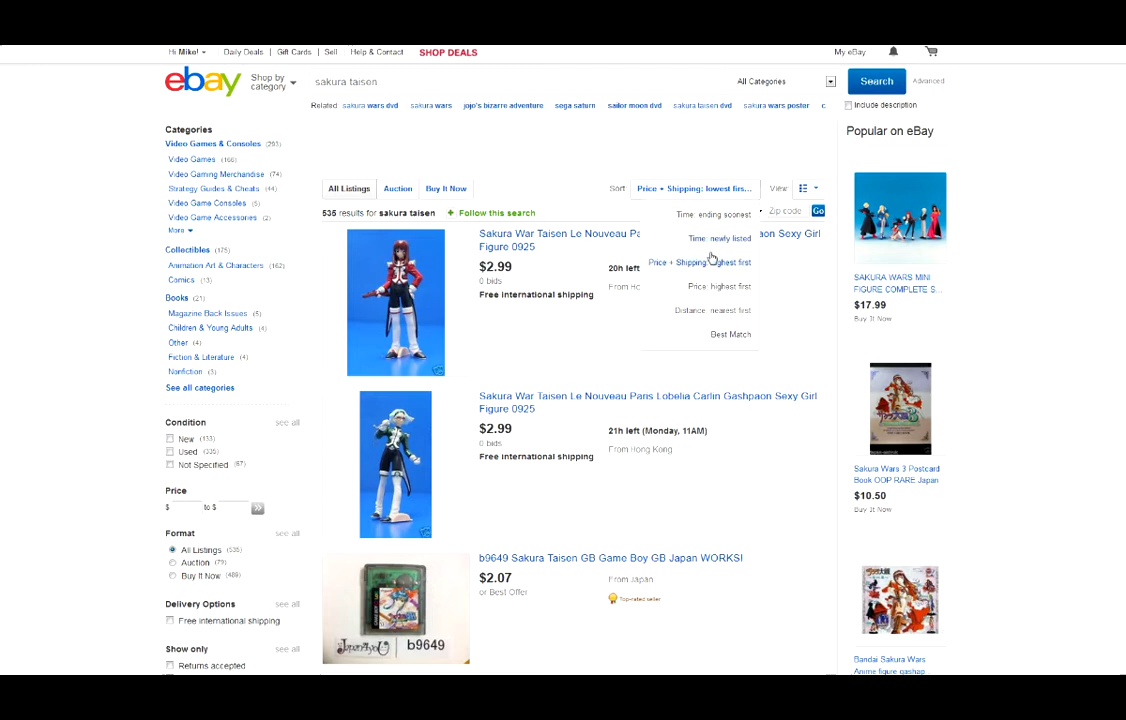 Hi Mike!
Daily Deals | Gift Cards | Sell | Help & Contact
SHOP DEALS
My eBay
ebay
Shop by
category
sakura taisen
All Categories
Search
Advanced
Related sakura wars dvd sakura wars jojo's bizarre adventure sega saturn sailor moon dvd sakura taisen dvd sakura wars poster c
Include description
Categories
Video Games & Consoles (293)
Video Games (166)
Video Gaming Merchandise (74)
Strategy Guides & Cheats (44)
Video Game Consoles (5)
Video Game Accessories (2)
More
Collectibles (175)
Animation Art & Characters (162)
Comics (13)
Books (21)
Magazine Back Issues (5)
Children & Young Adults (4)
Other (4)
Fiction & Literature (4)
Nonfiction (3)
See all categories
Condition see all
New (133)
Used (335)
Not Specified (67)
Price
$ to $
Format see all
All Listings (535)
Auction (79)
Buy It Now (469)
Delivery Options see all
Free international shipping
Show only see all
Returns accepted
All Listings Auction Buy It Now
Sort Price + Shipping: lowest firs... View
535 results for sakura taisen + Follow this search
Zip code Go
Time: ending soonest
Time: newly listed
Price + Shipping: highest first
Price: highest first
Distance: nearest first
Best Match
Sakura War Taisen Le Nouveau Pa aon Sexy Girl
Figure 0925
$2.99
0 bids
Free international shipping
20h left
From Ho
Sakura War Taisen Le Nouveau Paris Lobelia Carlin Gashpaon Sexy Girl
Figure 0925
$2.99
0 bids
Free international shipping
21h left (Monday, 11AM)
From Hong Kong
b9649 Sakura Taisen GB Game Boy GB Japan WORKS!
$2.07
or Best Offer
From Japan
Top-rated seller
Japan4you b9649
Popular on eBay
SAKURA WARS MINI
FIGURE COMPLETE S...
$17.99
Buy It Now
Sakura Wars 3 Postcard
Book OOP RARE Japan
$10.50
Buy It Now
Bandai Sakura Wars
Anime figure gashap...